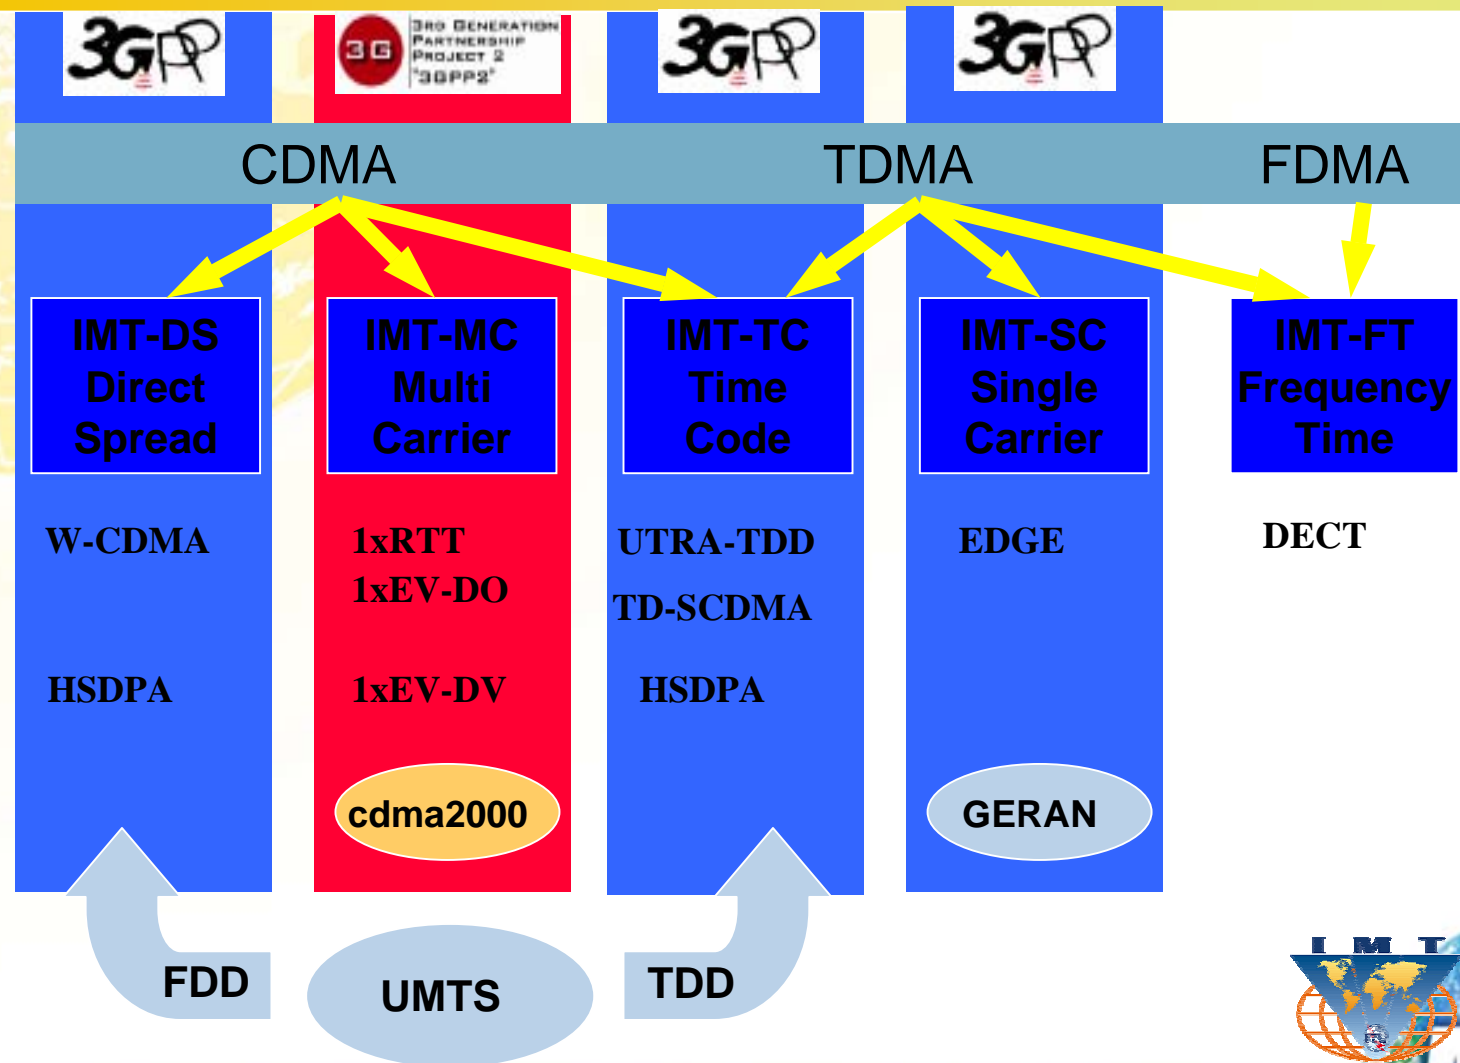 3GPP
3G
3RD GENERATION
PARTNERSHIP
PROJECT 2
"3GPP2"
3GPP
3GPP
CDMA
TDMA
FDMA
IMT-DS
Direct
Spread
IMT-MC
Multi
Carrier
IMT-TC
Time
Code
IMT-SC
Single
Carrier
IMT-FT
Frequency
Time
W-CDMA
HSDPA
1xRTT
1xEV-DO
1xEV-DV
UTRA-TDD
TD-SCDMA
HSDPA
EDGE
DECT
cdma2000
GERAN
FDD
UMTS
TDD
IMT